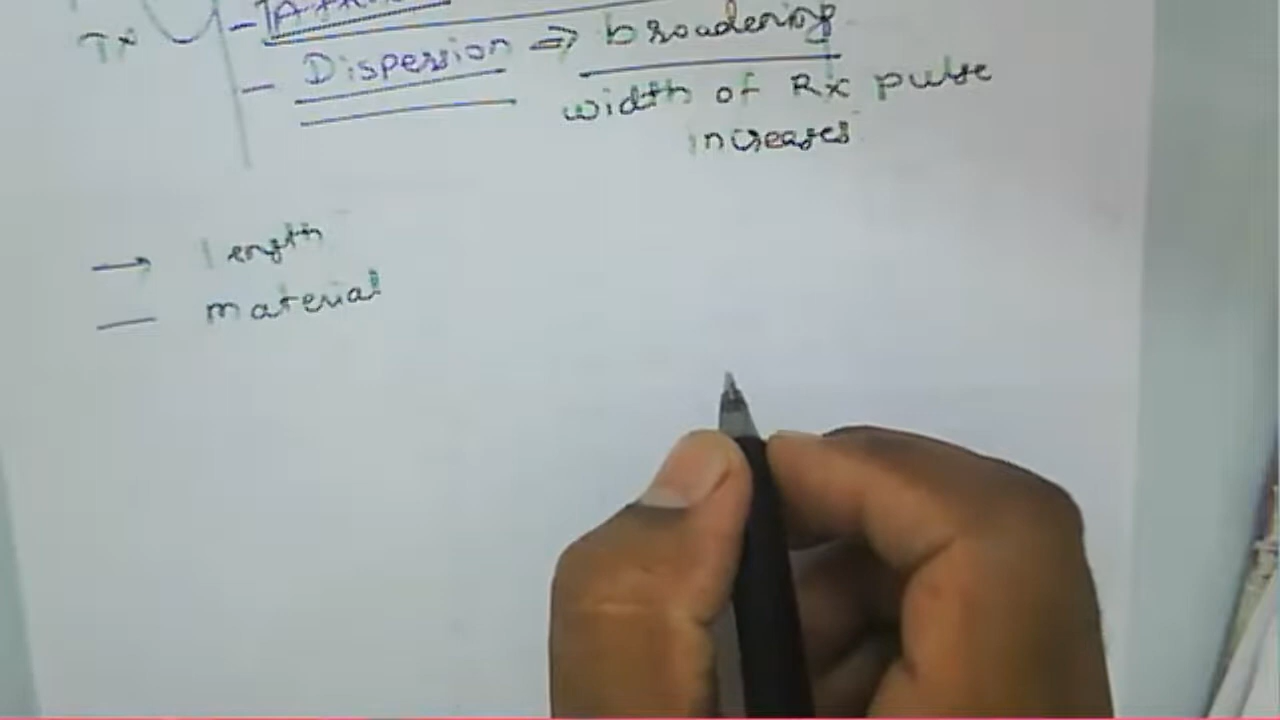 Tx
- Dispersion ⇒ broadening
width of Rx pulse
increases
→ length
— material